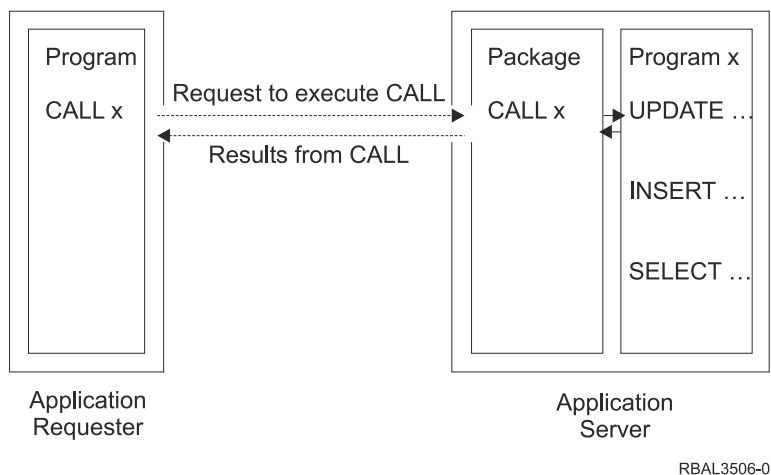 Program
CALL x
Request to execute CALL
Results from CALL
Package
CALL x
Program x
UPDATE ...
INSERT ...
SELECT ...
Application
Requester
Application
Server
RBAL3506-0